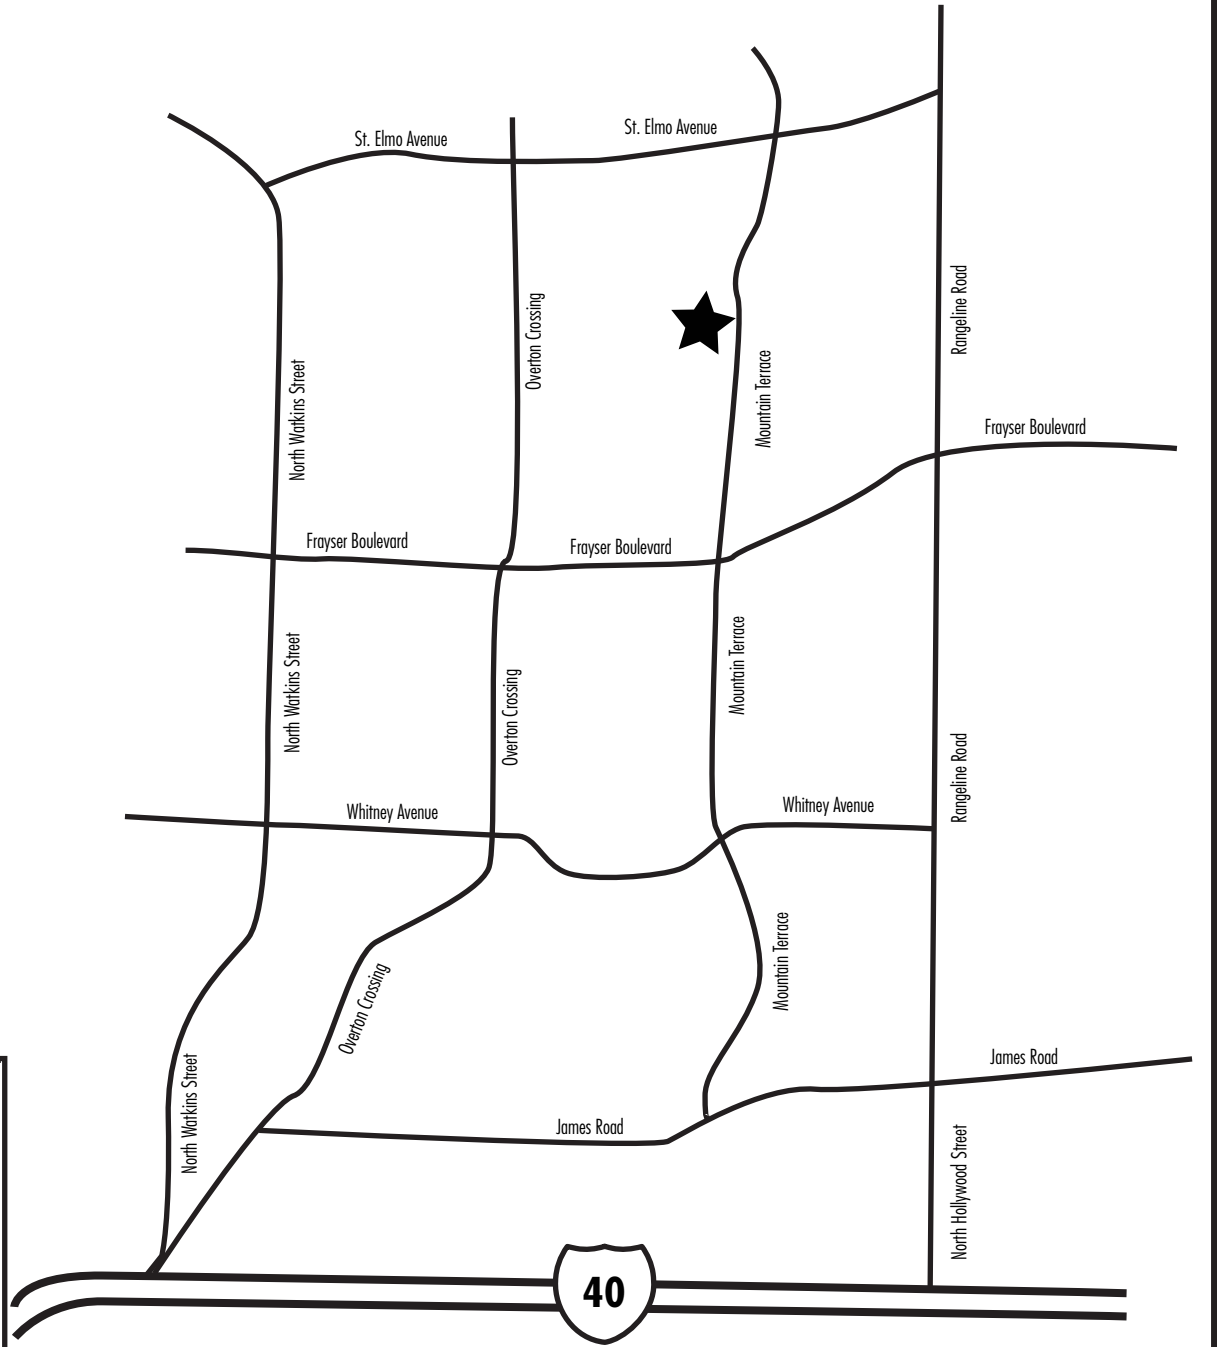 St. Elmo Avenue
St. Elmo Avenue
Rangeline Road
Overton Crossing
Mountain Terrace
North Watkins Street
Frayser Boulevard
Frayser Boulevard
Frayser Boulevard
North Watkins Street
Overton Crossing
Mountain Terrace
Rangeline Road
Whitney Avenue
Whitney Avenue
Mountain Terrace
Overton Crossing
North Watkins Street
James Road
James Road
North Hollywood Street
40